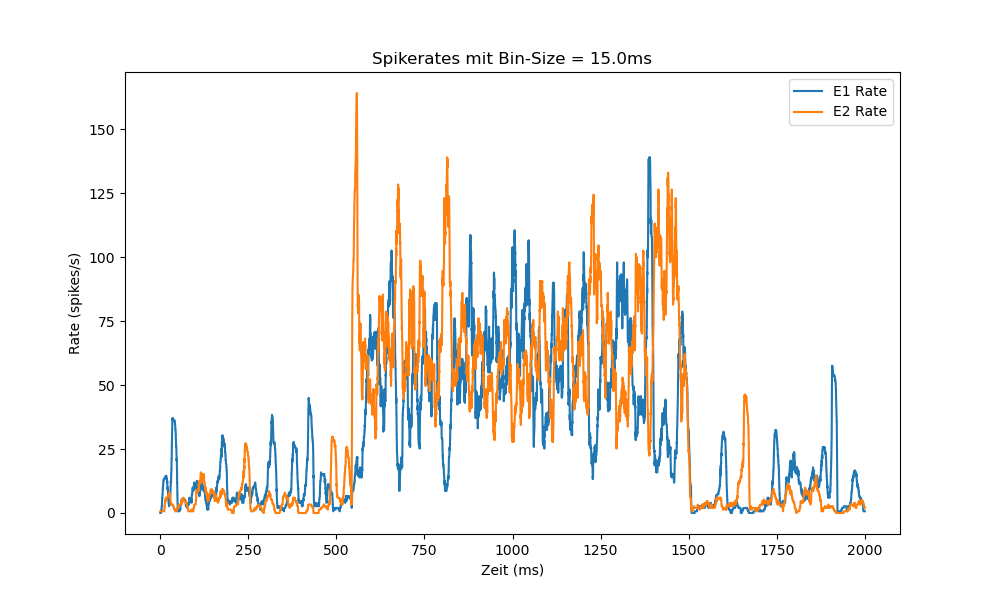 Spikerates mit Bin-Size = 15.0ms
E1 Rate
E2 Rate
Rate (spikes/s)
150
125
100
75
50
25
0
0 250 500 750 1000 1250 1500 1750 2000
Zeit (ms)